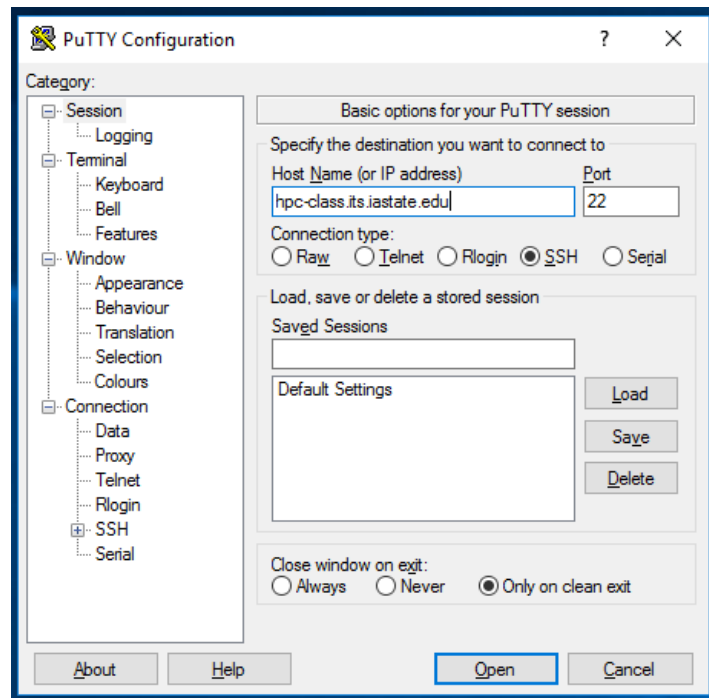 PuTTY Configuration
? ×
Category:
Session
Logging
Terminal
Keyboard
Bell
Features
Window
Appearance
Behaviour
Translation
Selection
Colours
Connection
Data
Proxy
Telnet
Rlogin
SSH
Serial
Basic options for your PuTTY session
Specify the destination you want to connect to
Host Name (or IP address) Port
hpc-class.its.iastate.edu 22
Connection type:
Raw Telnet Rlogin SSH Serial
Load, save or delete a stored session
Saved Sessions
Default Settings
Load
Save
Delete
Close window on exit:
Always Never Only on clean exit
About Help Open Cancel